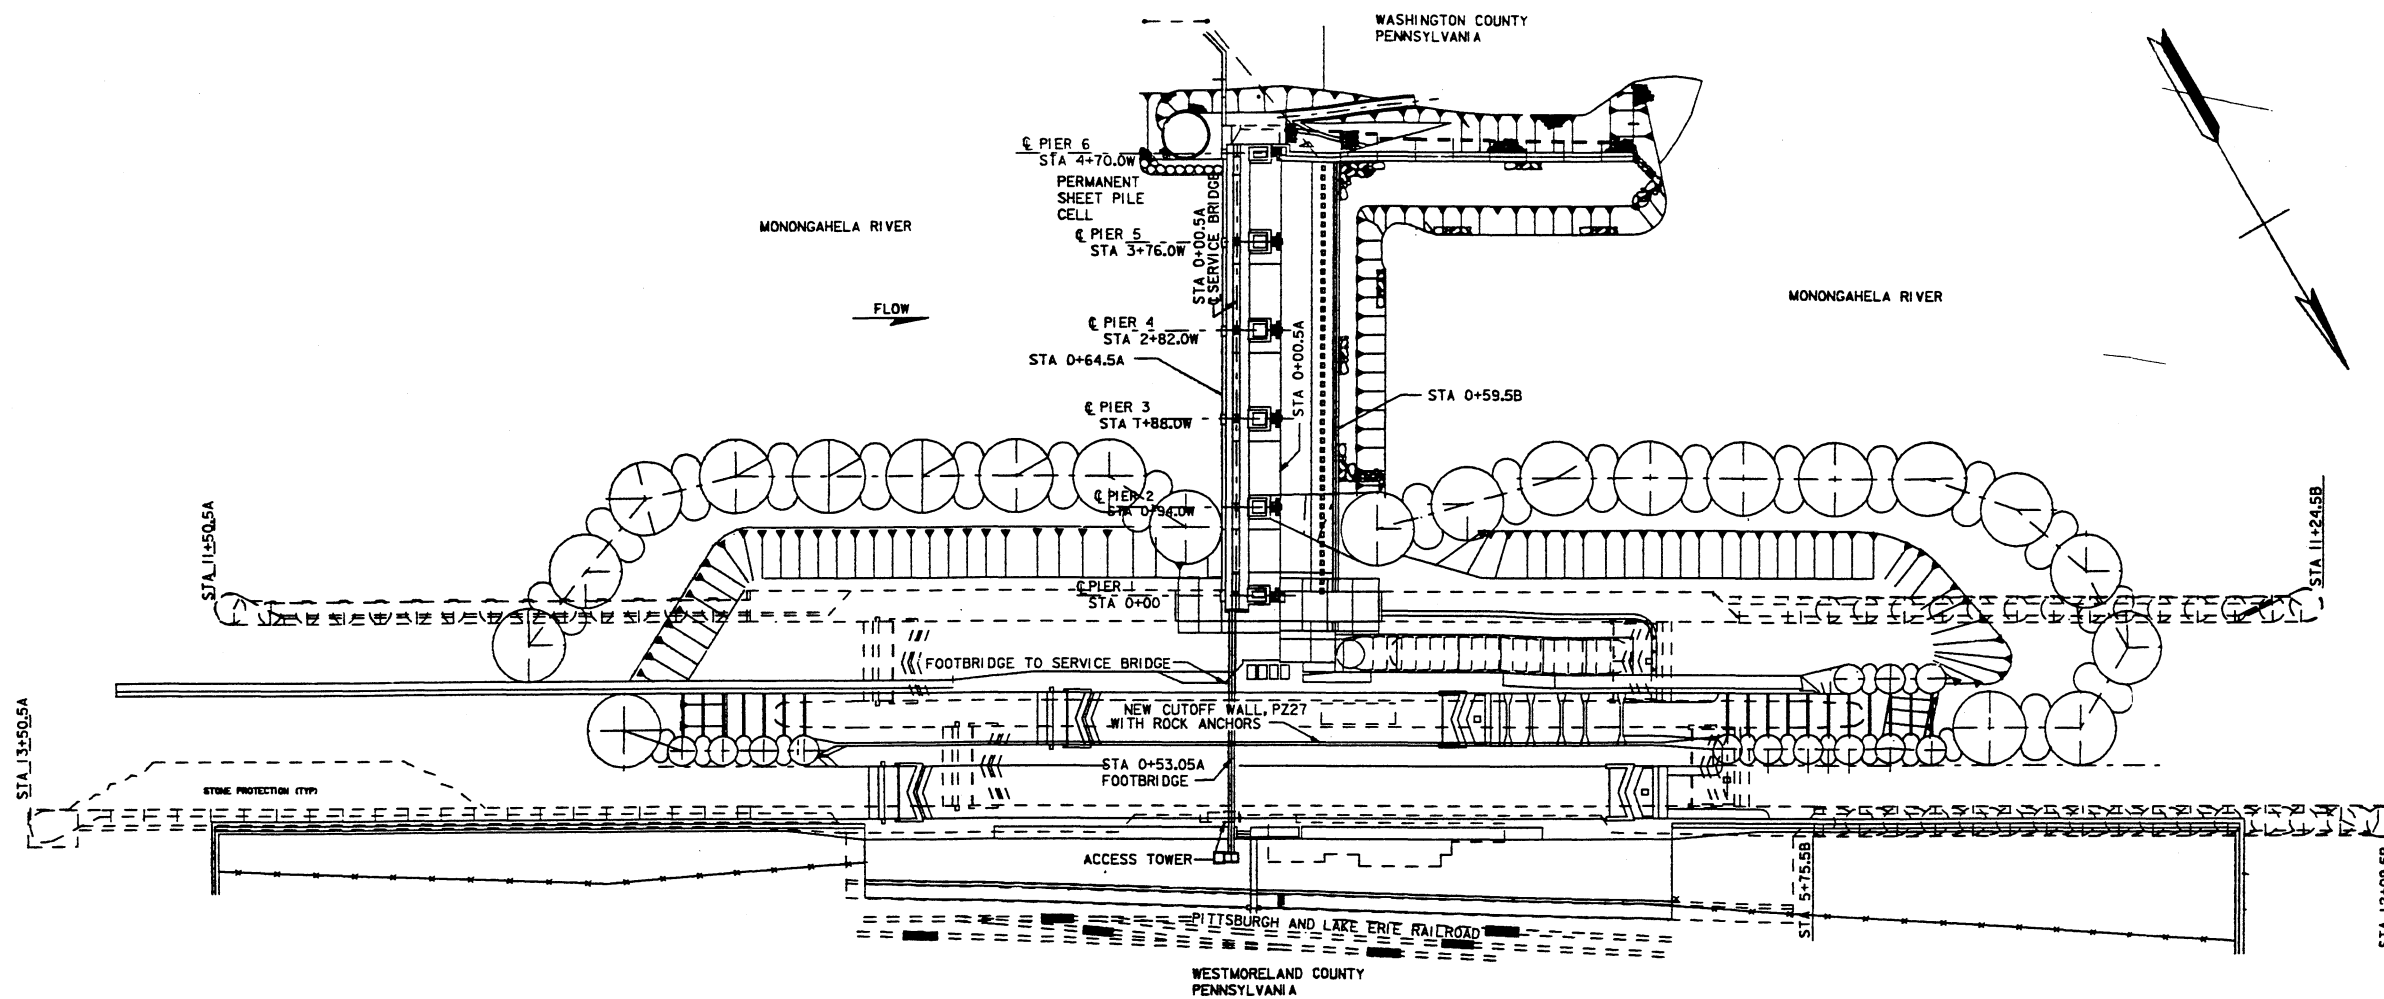 WASHINGTON COUNTY
PENNSYLVANIA
℄ PIER 6
STA 4+70.0W
PERMANENT
SHEET PILE
CELL
MONONGAHELA RIVER
℄ PIER 5
STA 3+76.0W
STA 0+00.5A
℄ SERVICE BRIDGE
MONONGAHELA RIVER
FLOW
℄ PIER 4
STA 2+82.0W
STA 0+64.5A
STA 0+00.5A
STA 0+59.5B
℄ PIER 3
STA 1+88.0W
℄ PIER 2
STA 0+94.0W
STA 11+50.5A
STA 11+24.5B
℄ PIER 1
STA 0+00
FOOTBRIDGE TO SERVICE BRIDGE
NEW CUTOFF WALL, PZ27
WITH ROCK ANCHORS
STA 13+50.5A
STA 0+53.05A
FOOTBRIDGE
STONE PROTECTION (TYP)
ACCESS TOWER
STA 5+75.5B
PITTSBURGH AND LAKE ERIE RAILROAD
WESTMORELAND COUNTY
PENNSYLVANIA